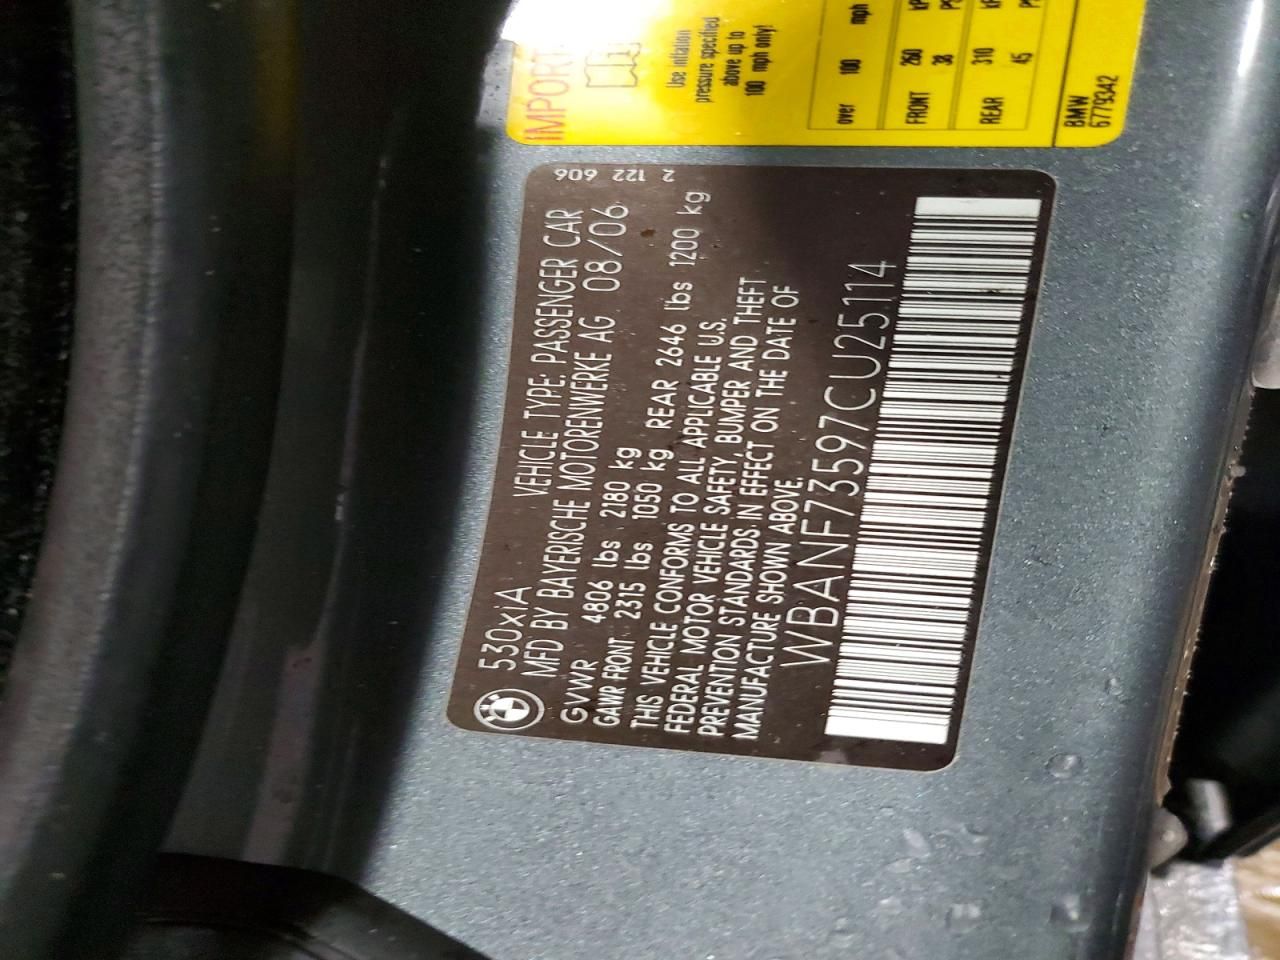 IMPORT
Use inflation
pressure specified
above up to
100 mph only!
over 100 mph
FRONT 260 38
REAR 310 45
BMW
6779342
2 122 606
530xiA VEHICLE TYPE: PASSENGER CAR
MFD BY BAYERISCHE MOTORENWERKE AG 08/06
GVWR 4806 lbs 2180 kg
GAWR FRONT 2315 lbs 1050 kg REAR 2646 lbs 1200 kg
THIS VEHICLE CONFORMS TO ALL APPLICABLE U.S.
FEDERAL MOTOR VEHICLE SAFETY, BUMPER AND THEFT
PREVENTION STANDARDS IN EFFECT ON THE DATE OF
MANUFACTURE SHOWN ABOVE.
WBANF73597CU25114